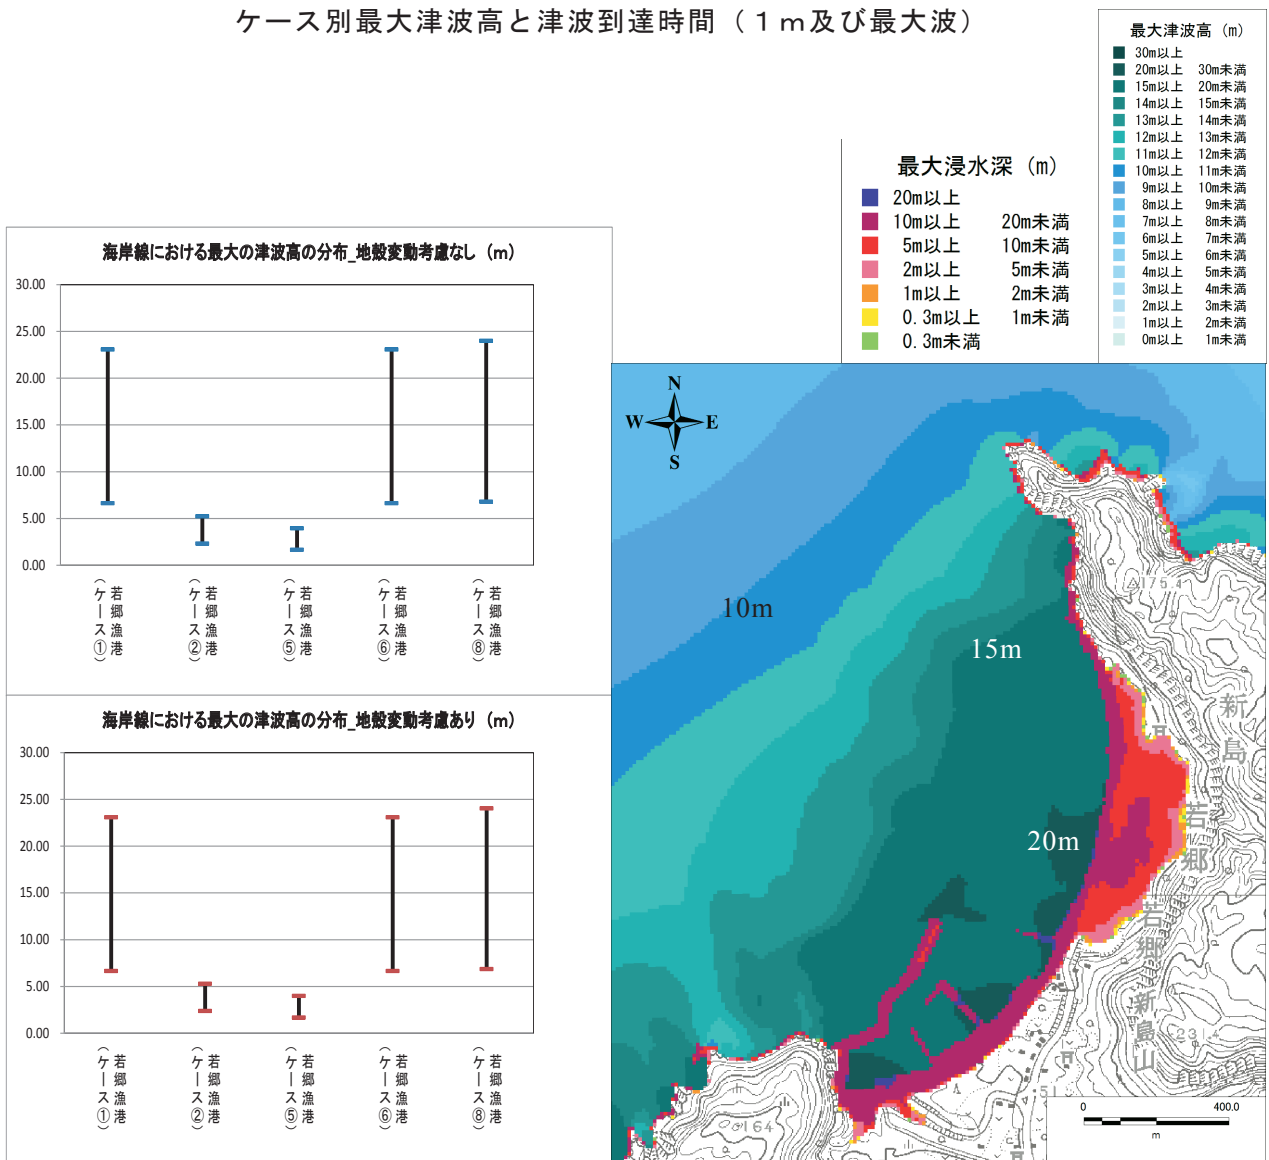 ケース別最大津波高と津波到達時間（１ｍ及び最大波）
最大津波高 (m)
30m以上
20m以上 30m未満
15m以上 20m未満
14m以上 15m未満
13m以上 14m未満
12m以上 13m未満
11m以上 12m未満
10m以上 11m未満
9m以上 10m未満
8m以上 9m未満
7m以上 8m未満
6m以上 7m未満
5m以上 6m未満
4m以上 5m未満
3m以上 4m未満
2m以上 3m未満
1m以上 2m未満
0m以上 1m未満
最大浸水深 (m)
20m以上
10m以上 20m未満
5m以上 10m未満
2m以上 5m未満
1m以上 2m未満
0.3m以上 1m未満
0.3m未満
海岸線における最大の津波高の分布_地殻変動考慮なし (m)
30.00
25.00
20.00
15.00
10.00
5.00
0.00
若郷漁港
（ケース①）
若郷漁港
（ケース②）
若郷漁港
（ケース⑤）
若郷漁港
（ケース⑥）
若郷漁港
（ケース⑧）
海岸線における最大の津波高の分布_地殻変動考慮あり (m)
30.00
25.00
20.00
15.00
10.00
5.00
0.00
若郷漁港
（ケース①）
若郷漁港
（ケース②）
若郷漁港
（ケース⑤）
若郷漁港
（ケース⑥）
若郷漁港
（ケース⑧）
N
W E
S
10m
15m
20m
175.4
新島
若郷
若郷新島山
231.4
51
164
0 400.0
m